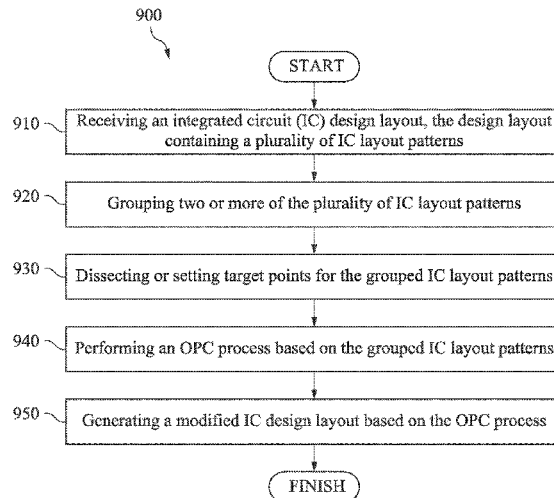 900
START
910
Receiving an integrated circuit (IC) design layout, the design layout
containing a plurality of IC layout patterns
920
Grouping two or more of the plurality of IC layout patterns
930
Dissecting or setting target points for the grouped IC layout patterns
940
Performing an OPC process based on the grouped IC layout patterns
950
Generating a modified IC design layout based on the OPC process
FINISH